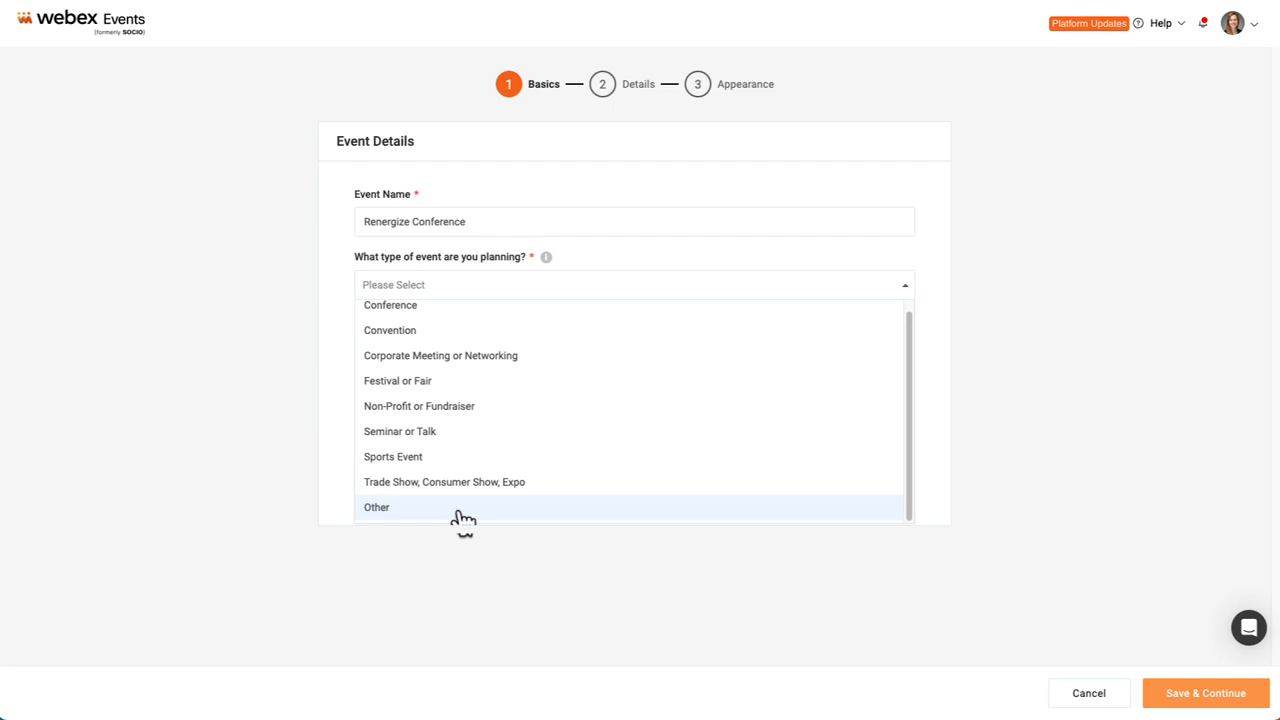 webex Events
(formerly SOCIO)
Platform Updates
Help
1 Basics
2 Details
3 Appearance
Event Details
Event Name *
Renergize Conference
What type of event are you planning? *
Please Select
Conference
Convention
Corporate Meeting or Networking
Festival or Fair
Non-Profit or Fundraiser
Seminar or Talk
Sports Event
Trade Show, Consumer Show, Expo
Other
Cancel
Save & Continue